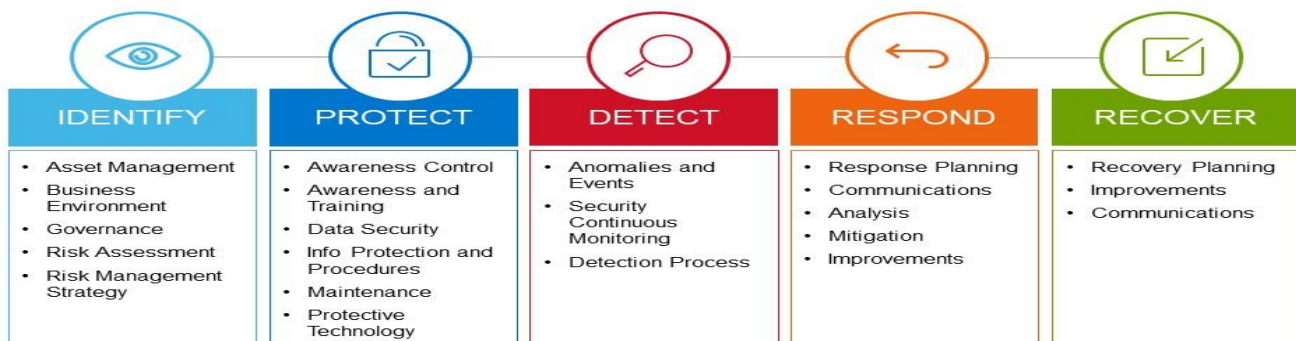 IDENTIFY
• Asset Management
• Business
Environment
• Governance
• Risk Assessment
• Risk Management
Strategy
PROTECT
• Awareness Control
• Awareness and
Training
• Data Security
• Info Protection and
Procedures
• Maintenance
• Protective
Technology
DETECT
• Anomalies and
Events
• Security
Continuous
Monitoring
• Detection Process
RESPOND
• Response Planning
• Communications
• Analysis
• Mitigation
• Improvements
RECOVER
• Recovery Planning
• Improvements
• Communications